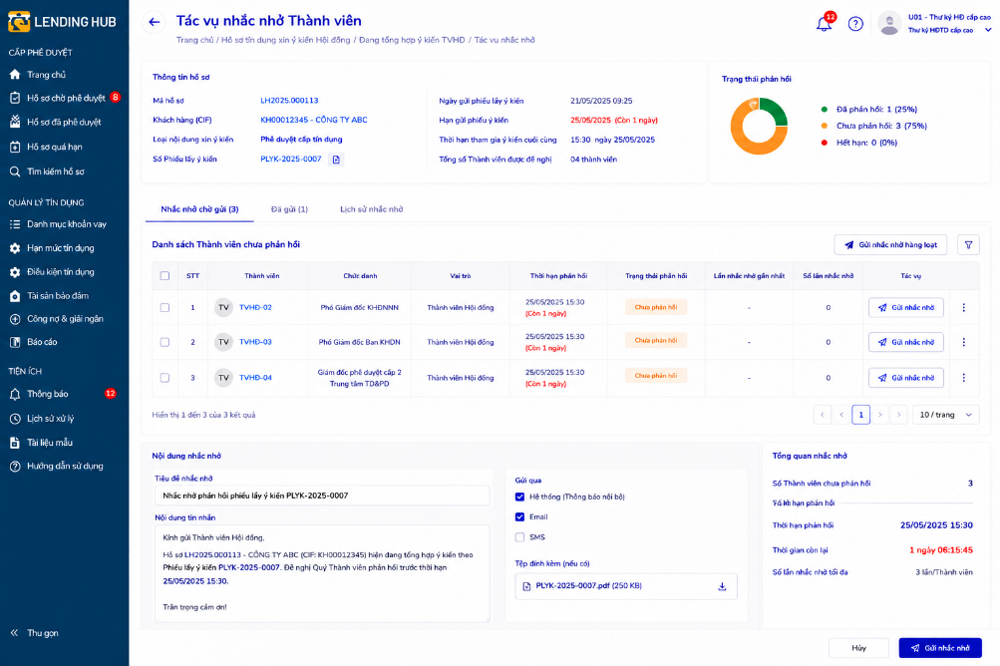 LENDING HUB
CẤP PHÊ DUYỆT
Trang chủ
Hồ sơ chờ phê duyệt 8
Hồ sơ đã phê duyệt
Hồ sơ quá hạn
Tìm kiếm hồ sơ
QUẢN LÝ TÍN DỤNG
Danh mục khoản vay
Hạn mức tín dụng
Điều kiện tín dụng
Tài sản bảo đảm
Công nợ & giải ngân
Báo cáo
TIỆN ÍCH
Thông báo 12
Lịch sử xử lý
Tài liệu mẫu
Hướng dẫn sử dụng
Thu gọn
Tác vụ nhắc nhở Thành viên
Trang chủ / Hồ sơ tín dụng xin ý kiến Hội đồng / Đang tổng hợp ý kiến TVHĐ / Tác vụ nhắc nhở
12
U01 - Thư ký HĐ cấp cao
Thư ký HĐTD cấp cao
Thông tin hồ sơ
Mã hồ sơ LH2025.000113
Khách hàng (CIF) KH00012345 - CÔNG TY ABC
Loại nội dung xin ý kiến Phê duyệt cấp tín dụng
Số Phiếu lấy ý kiến PLYK-2025-0007
Ngày gửi phiếu lấy ý kiến 21/05/2025 09:25
Hạn gửi phiếu ý kiến 25/05/2025 (Còn 1 ngày)
Thời hạn tham gia ý kiến cuối cùng 15:30 ngày 25/05/2025
Tổng số Thành viên được đề nghị 04 thành viên
Trạng thái phản hồi
Đã phản hồi: 1 (25%)
Chưa phản hồi: 3 (75%)
Hết hạn: 0 (0%)
Nhắc nhở chờ gửi (3) Đã gửi (1) Lịch sử nhắc nhở
Danh sách Thành viên chưa phản hồi
Gửi nhắc nhở hàng loạt
STT Thành viên Chức danh Vai trò Thời hạn phản hồi Trạng thái phản hồi Lần nhắc nhở gần nhất Số lần nhắc nhở Tác vụ
1 TV TVHĐ-02 Phó Giám đốc KHĐNNN Thành viên Hội đồng 25/05/2025 15:30 (Còn 1 ngày) Chưa phản hồi - 0 Gửi nhắc nhở
2 TV TVHĐ-03 Phó Giám đốc Ban KHDN Thành viên Hội đồng 25/05/2025 15:30 (Còn 1 ngày) Chưa phản hồi - 0 Gửi nhắc nhở
3 TV TVHĐ-04 Giám đốc phê duyệt cấp 2 Trung tâm TD&PD Thành viên Hội đồng 25/05/2025 15:30 (Còn 1 ngày) Chưa phản hồi - 0 Gửi nhắc nhở
Hiển thị 1 đến 3 của 3 kết quả
1
10 / trang
Nội dung nhắc nhở
Tiêu đề nhắc nhở
Nhắc nhở phản hồi phiếu lấy ý kiến PLYK-2025-0007
Nội dung tin nhắn
Kính gửi Thành viên Hội đồng,
Hồ sơ LH2025.000113 - CÔNG TY ABC (CIF: KH00012345) hiện đang tổng hợp ý kiến theo
Phiếu lấy ý kiến PLYK-2025-0007. Đề nghị Quý Thành viên phản hồi trước thời hạn
25/05/2025 15:30.
Trân trọng cảm ơn!
Gửi qua
Hệ thống (Thông báo nội bộ)
Email
SMS
Tệp đính kèm (nếu có)
PLYK-2025-0007.pdf (250 KB)
Tổng quan nhắc nhở
Số Thành viên chưa phản hồi 3
hạn phản hồi
Thời hạn phản hồi 25/05/2025 15:30
Thời gian còn lại 1 ngày 06:15:45
Số lần nhắc nhở tối đa 3 lần/Thành viên
Hủy
Gửi nhắc nhở